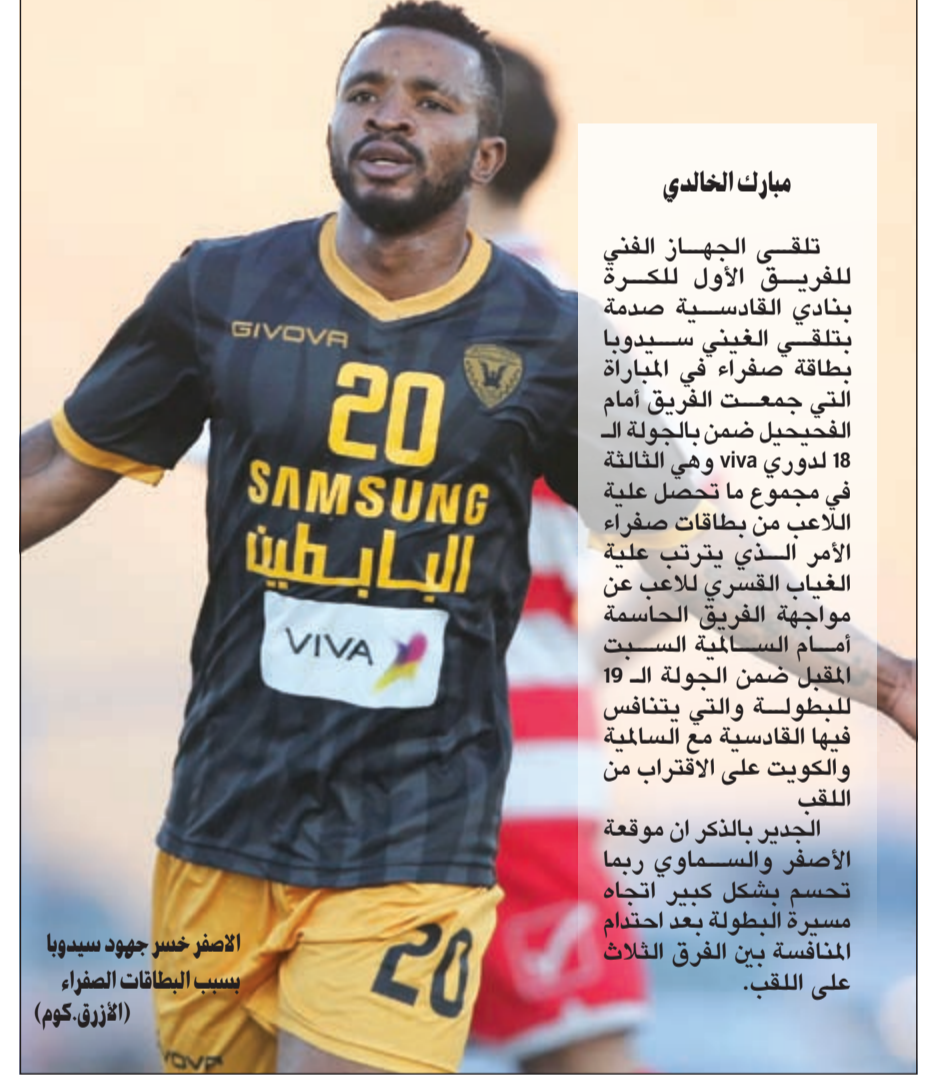 مبارك الخالدي
تلقى الجهاز الفني
للفريق الأول للكرة
بنادي القادسية صدمة
بتلقي الغيني سيدوبا
بطاقة صفراء في المباراة
التي جمعت الفريق أمام
الفحيحيل ضمن بالجولة الـ
18 لدوري viva وهي الثالثة
في مجموع ما تحصل علية
اللاعب من بطاقات صفراء
الأمر الذي يترتب علية
الغياب القسري للاعب عن
مواجهة الفريق الحاسمة
أمام السالمية السبت
المقبل ضمن الجولة الـ 19
للبطولة والتي يتنافس
فيها القادسية مع السالمية
والكويت على الاقتراب من
اللقب
الجدير بالذكر ان موقعة
الأصفر والسماوي ربما
تحسم بشكل كبير اتجاه
مسيرة البطولة بعد احتدام
المنافسة بين الفرق الثلاث
على اللقب.
GIVOVA
20
SAMSUNG
البابطين
VIVA
20
GIVOVA
الاصفر خسر جهود سيدوبا
بسبب البطاقات الصفراء
(الأزرق.كوم)